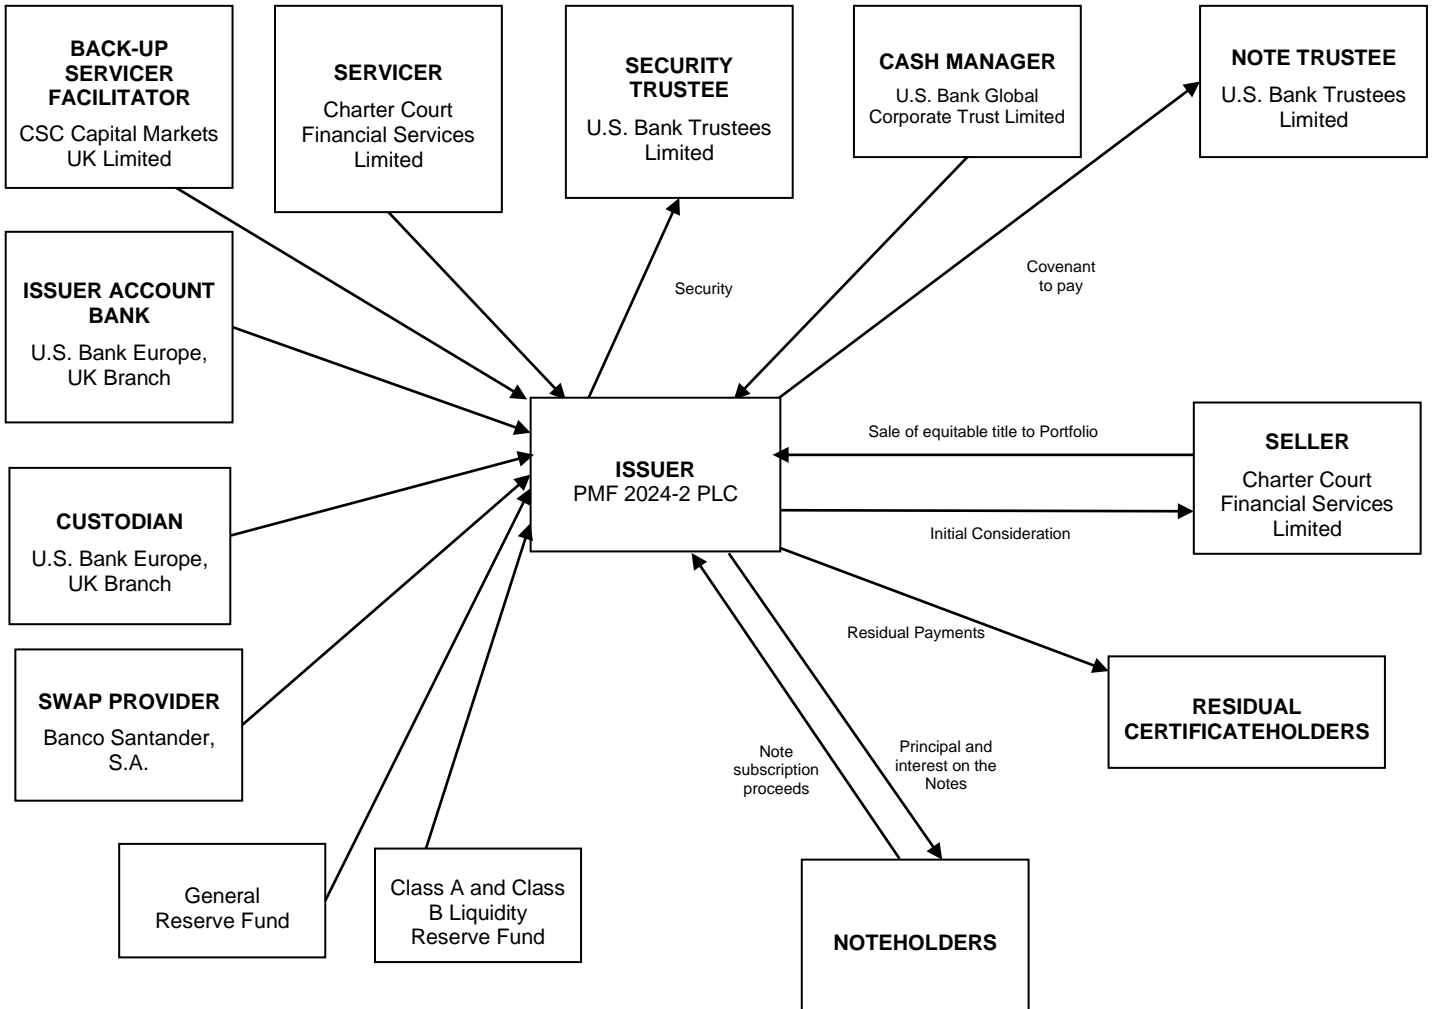 BACK-UP
SERVICER
FACILITATOR
CSC Capital Markets
UK Limited
SERVICER
Charter Court
Financial Services
Limited
SECURITY
TRUSTEE
U.S. Bank Trustees
Limited
CASH MANAGER
U.S. Bank Global
Corporate Trust Limited
NOTE TRUSTEE
U.S. Bank Trustees
Limited
ISSUER ACCOUNT
BANK
U.S. Bank Europe,
UK Branch
Security
Covenant
to pay
CUSTODIAN
U.S. Bank Europe,
UK Branch
ISSUER
PMF 2024-2 PLC
Sale of equitable title to Portfolio
Initial Consideration
SELLER
Charter Court
Financial Services
Limited
SWAP PROVIDER
Banco Santander,
S.A.
Residual Payments
RESIDUAL
CERTIFICATEHOLDERS
Note
subscription
proceeds
Principal and
interest on the
Notes
General
Reserve Fund
Class A and Class
B Liquidity
Reserve Fund
NOTEHOLDERS